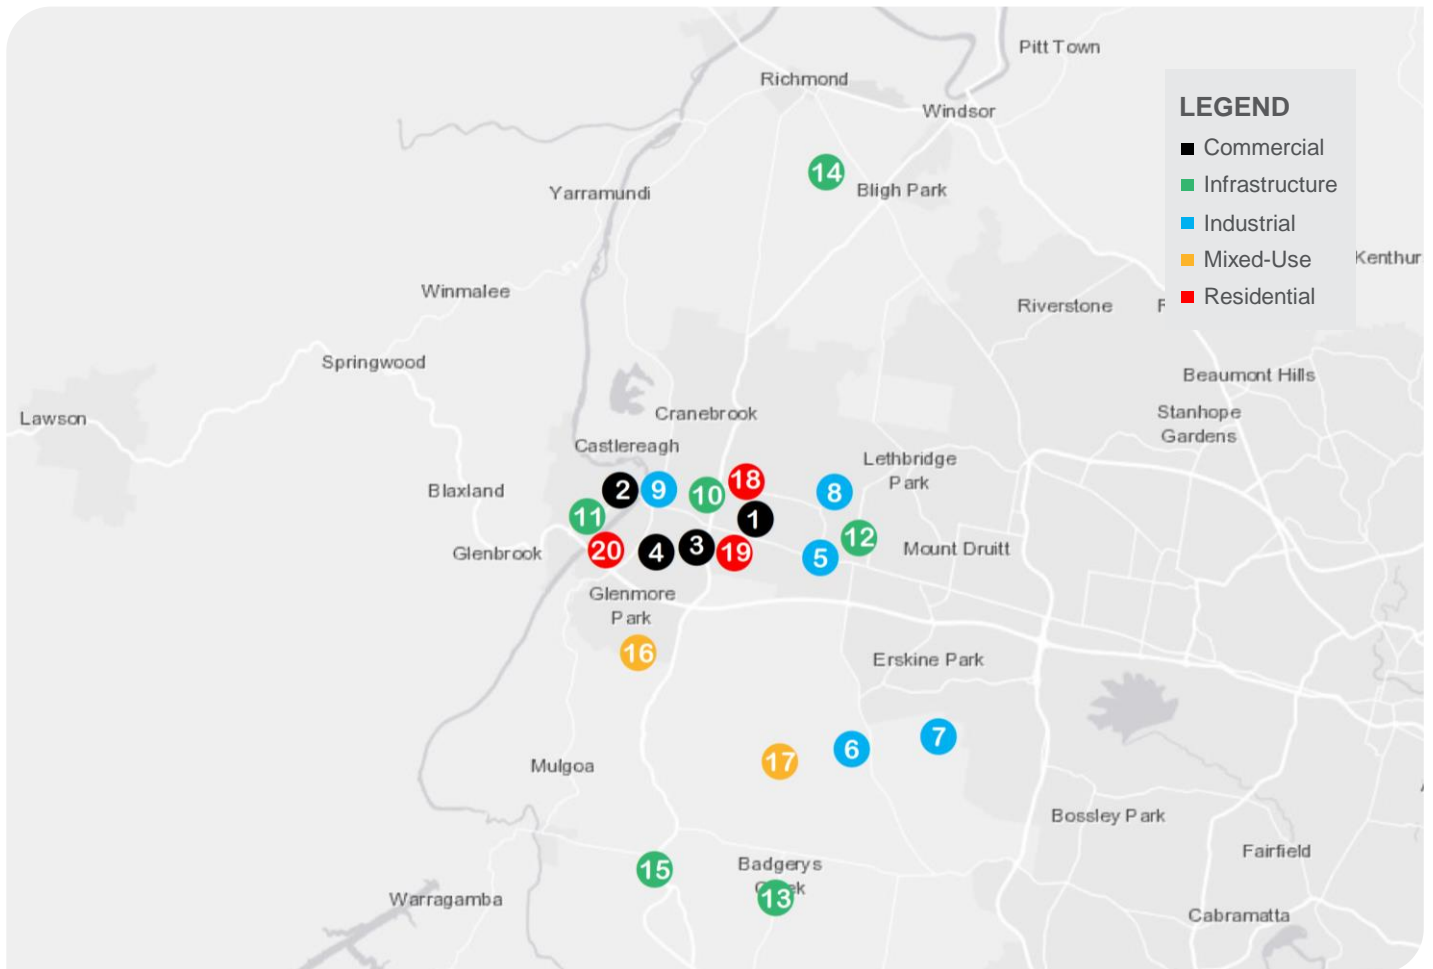 Pitt Town
Richmond
Windsor
LEGEND
Commercial
Infrastructure
Industrial
Mixed-Use
Residential
14
Bligh Park
Yarramundi
Kenthur
Winmalee
Riverstone
Springwood
Beaumont Hills
Lawson
Cranebrook
Stanhope
Gardens
Castlereagh
Lethbridge
Park
Blaxland
2
9
10
18
8
11
1
12
Glenbrook
20
4
3
19
5
Mount Druitt
Glenmore
Park
16
Erskine Park
7
6
17
Mulgoa
Bossley Park
Fairfield
15
Badgerys
13
Warragamba
Cabramatta